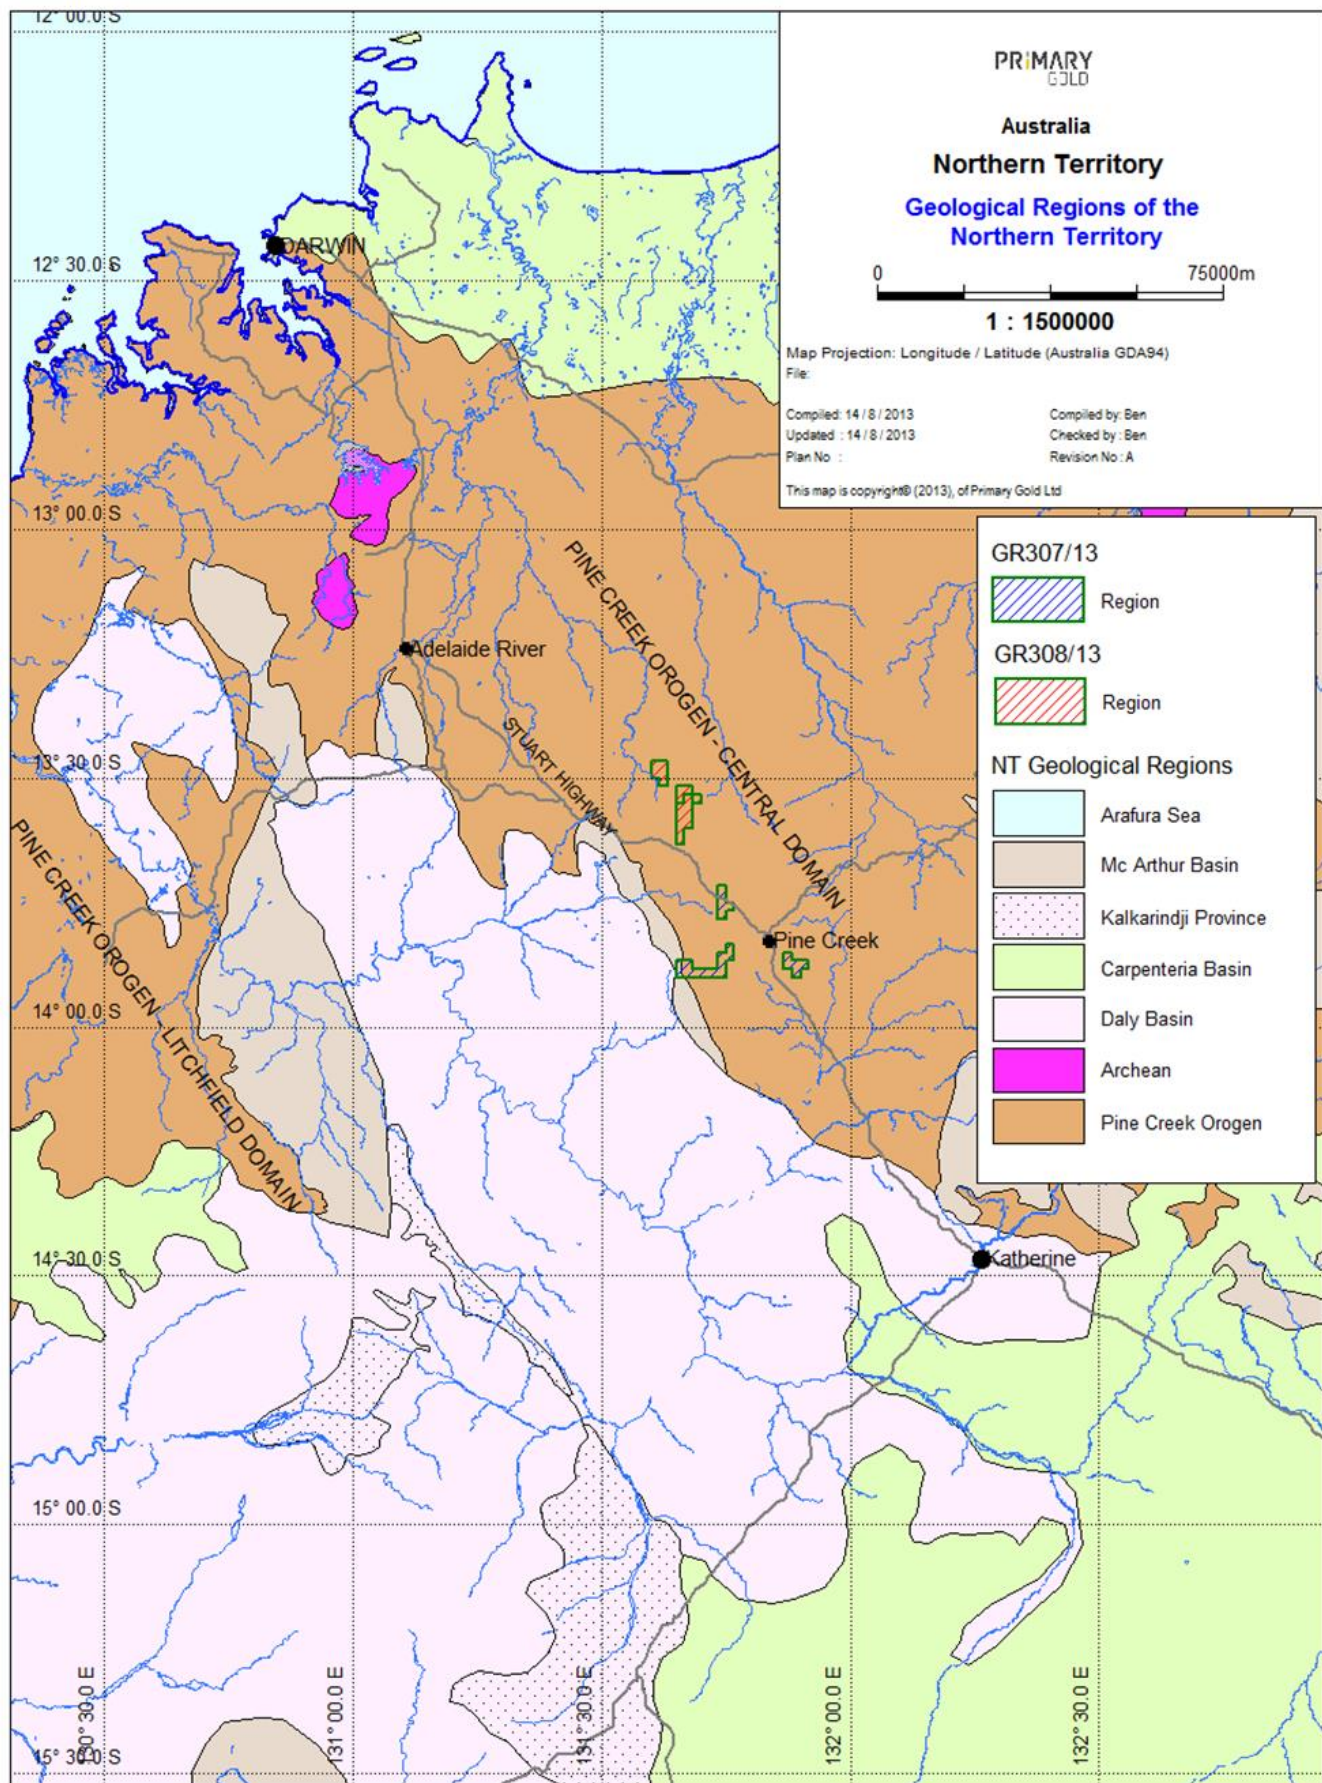 12° 00.0 S
PRiMARY
GOLD
Australia
Northern Territory
Geological Regions of the
Northern Territory
0 75000m
1 : 1500000
Map Projection: Longitude / Latitude (Australia GDA94)
File:
Compiled: 14 / 8 / 2013 Compiled by: Ben
Updated : 14 / 8 / 2013 Checked by : Ben
Plan No : Revision No : A
This map is copyright® (2013), of Primary Gold Ltd
DARWIN
12° 30.0 S
13° 00.0 S
PINE CREEK OROGEN - CENTRAL DOMAIN
GR307/13
Region
GR308/13
Region
NT Geological Regions
Arafura Sea
Mc Arthur Basin
Kalkarindji Province
Carpenteria Basin
Daly Basin
Archean
Pine Creek Orogen
Adelaide River
STUART HIGHWAY
13° 30.0 S
PINE CREEK OROGEN - LITCHFIELD DOMAIN
Pine Creek
14° 00.0 S
14° 30.0 S
Katherine
15° 00.0 S
15° 30.0 S
130° 30.0 E
131° 00.0 E
131° 30.0 E
132° 00.0 E
132° 30.0 E